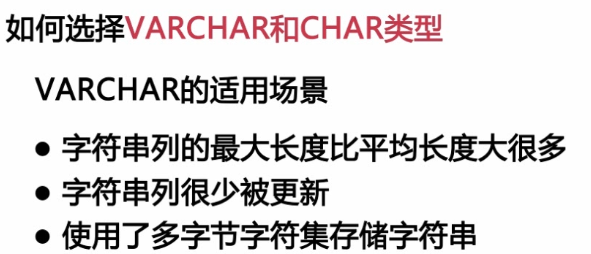 如何选择VARCHAR和CHAR类型
VARCHAR的适用场景
• 字符串列的最大长度比平均长度大很多
• 字符串列很少被更新
• 使用了多字节字符集存储字符串